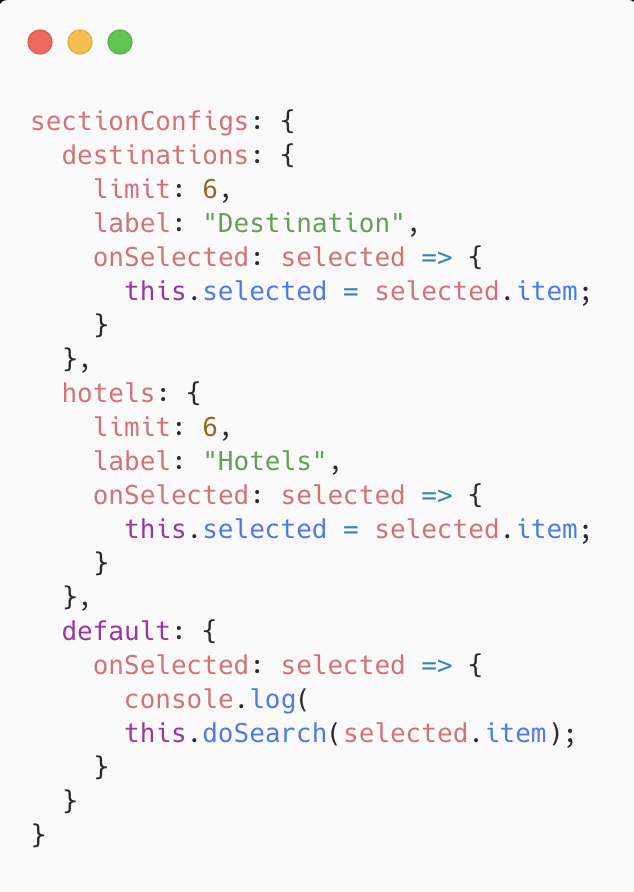 sectionConfigs: {
  destinations: {
    limit: 6,
    label: "Destination",
    onSelected: selected => {
      this.selected = selected.item;
    }
  },
  hotels: {
    limit: 6,
    label: "Hotels",
    onSelected: selected => {
      this.selected = selected.item;
    }
  },
  default: {
    onSelected: selected => {
      console.log(
      this.doSearch(selected.item);
    }
  }
}